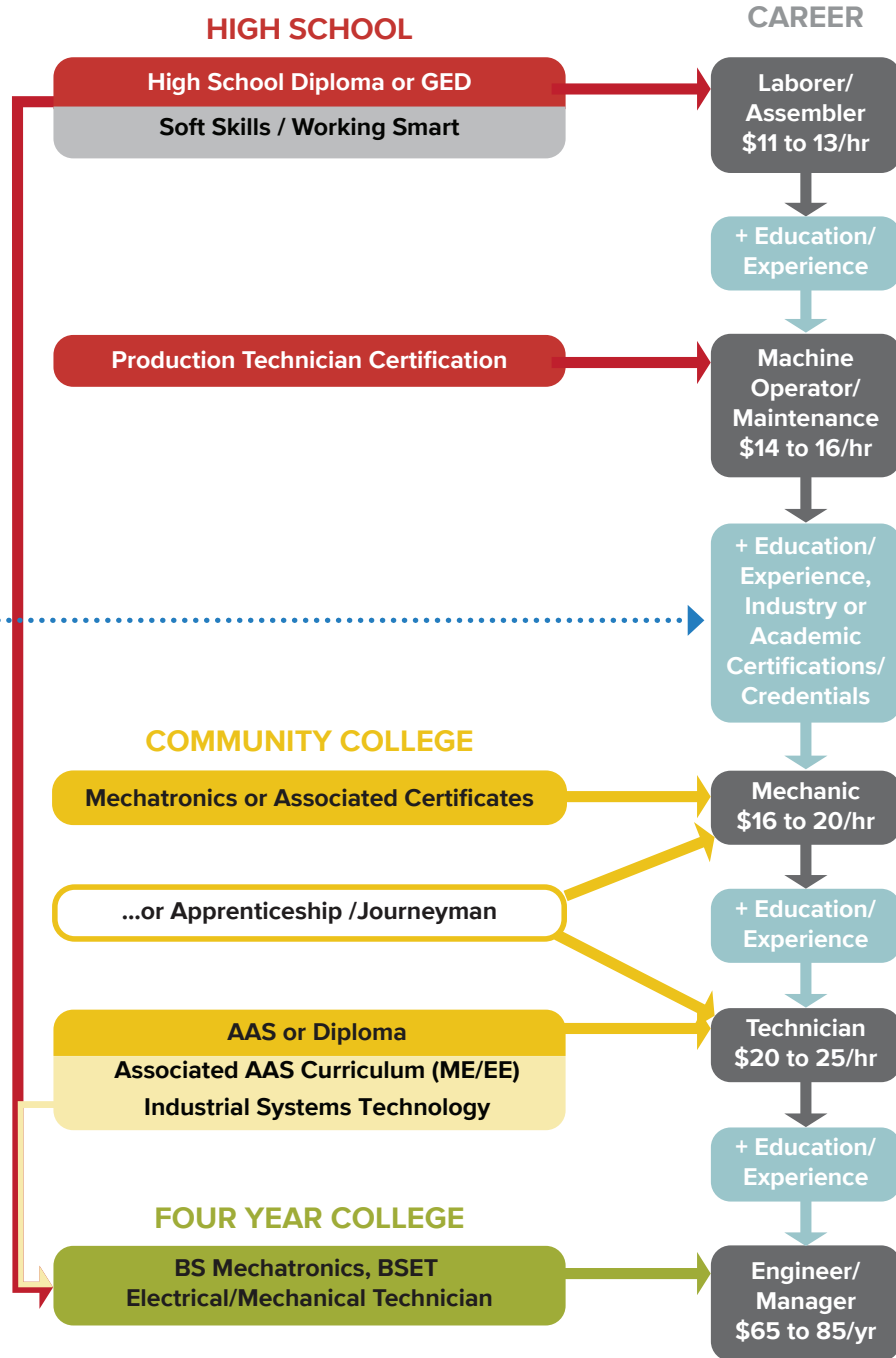 HIGH SCHOOL
CAREER
High School Diploma or GED
Soft Skills / Working Smart
Laborer/
Assembler
$11 to 13/hr
+ Education/
Experience
Production Technician Certification
Machine
Operator/
Maintenance
$14 to 16/hr
+ Education/
Experience,
Industry or
Academic
Certifications/
Credentials
COMMUNITY COLLEGE
Mechatronics or Associated Certificates
Mechanic
$16 to 20/hr
...or Apprenticeship /Journeyman
+ Education/
Experience
AAS or Diploma
Associated AAS Curriculum (ME/EE)
Industrial Systems Technology
Technician
$20 to 25/hr
+ Education/
Experience
FOUR YEAR COLLEGE
BS Mechatronics, BSET
Electrical/Mechanical Technician
Engineer/
Manager
$65 to 85/yr